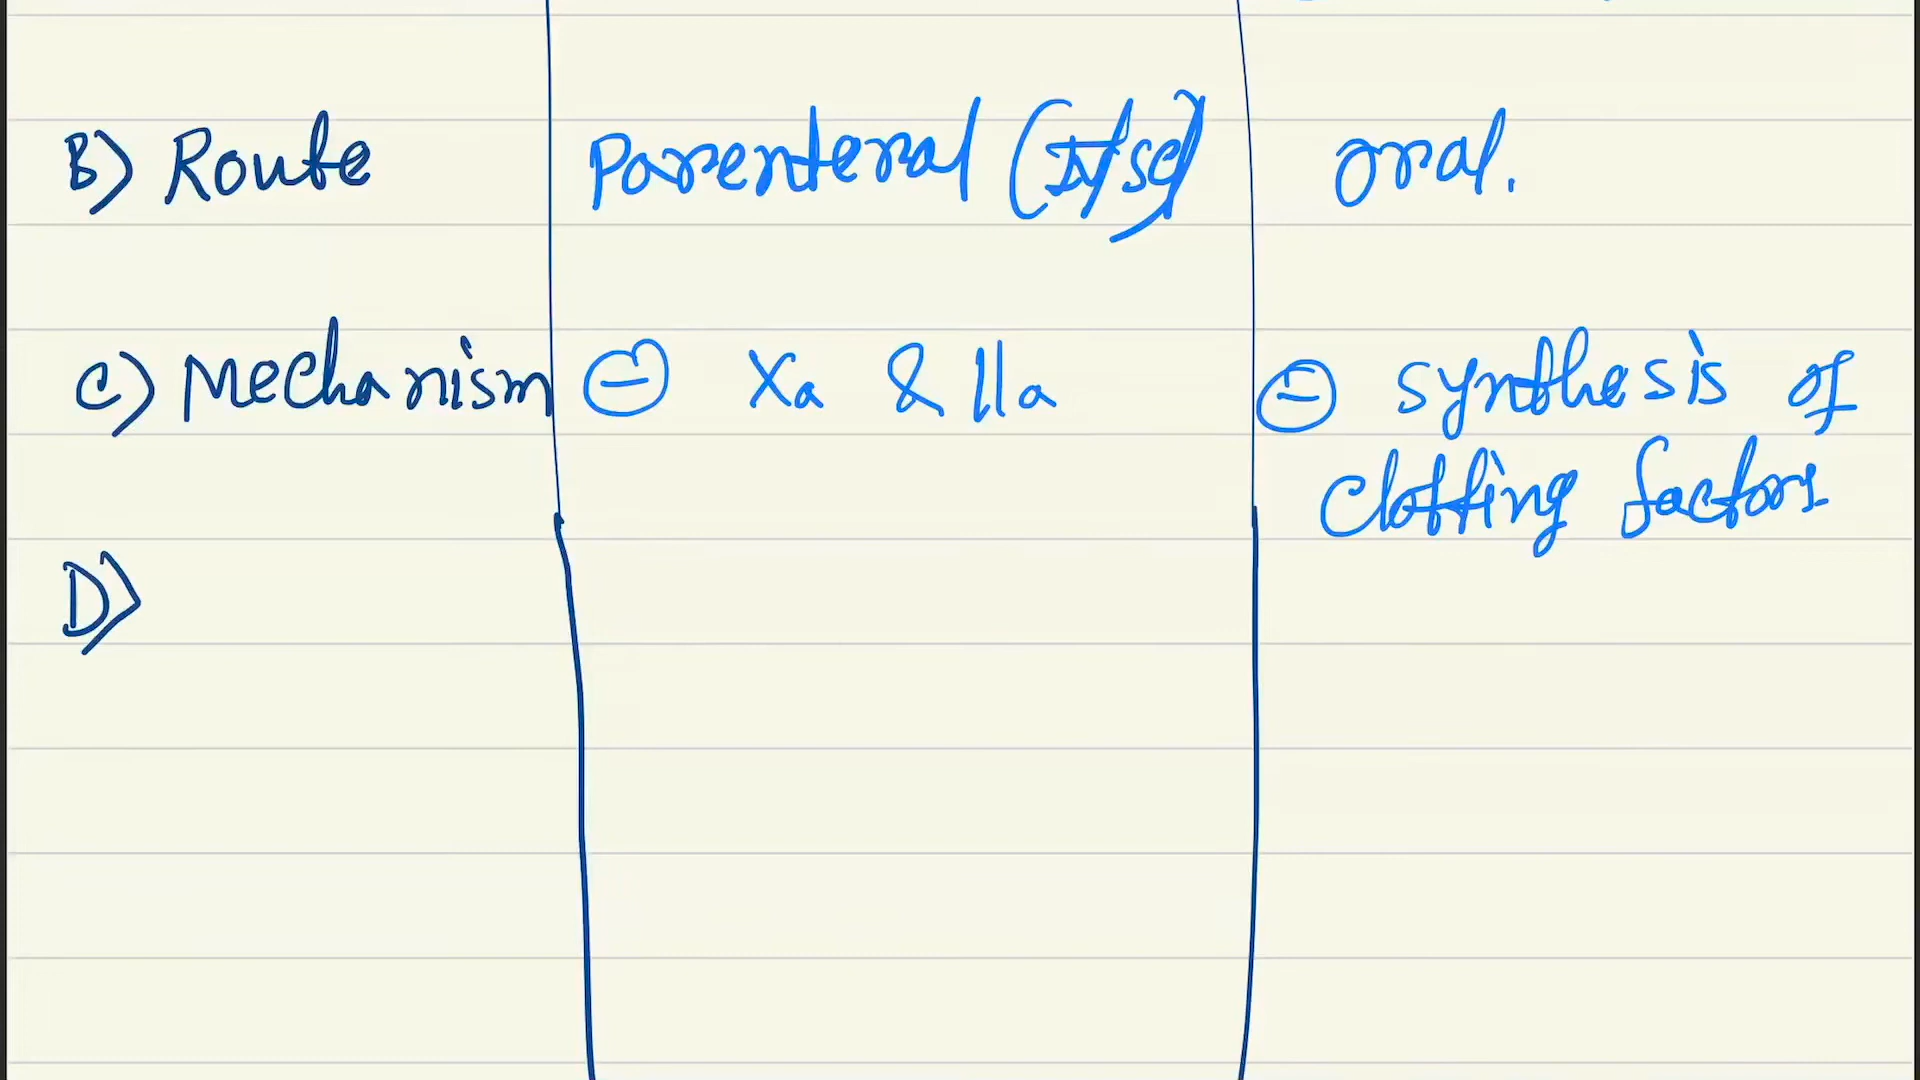 B) Route Parenteral (IV/SC) oral.
C) Mechanism ⊖ Xa & IIa ⊖ synthesis of
clotting factors
D)